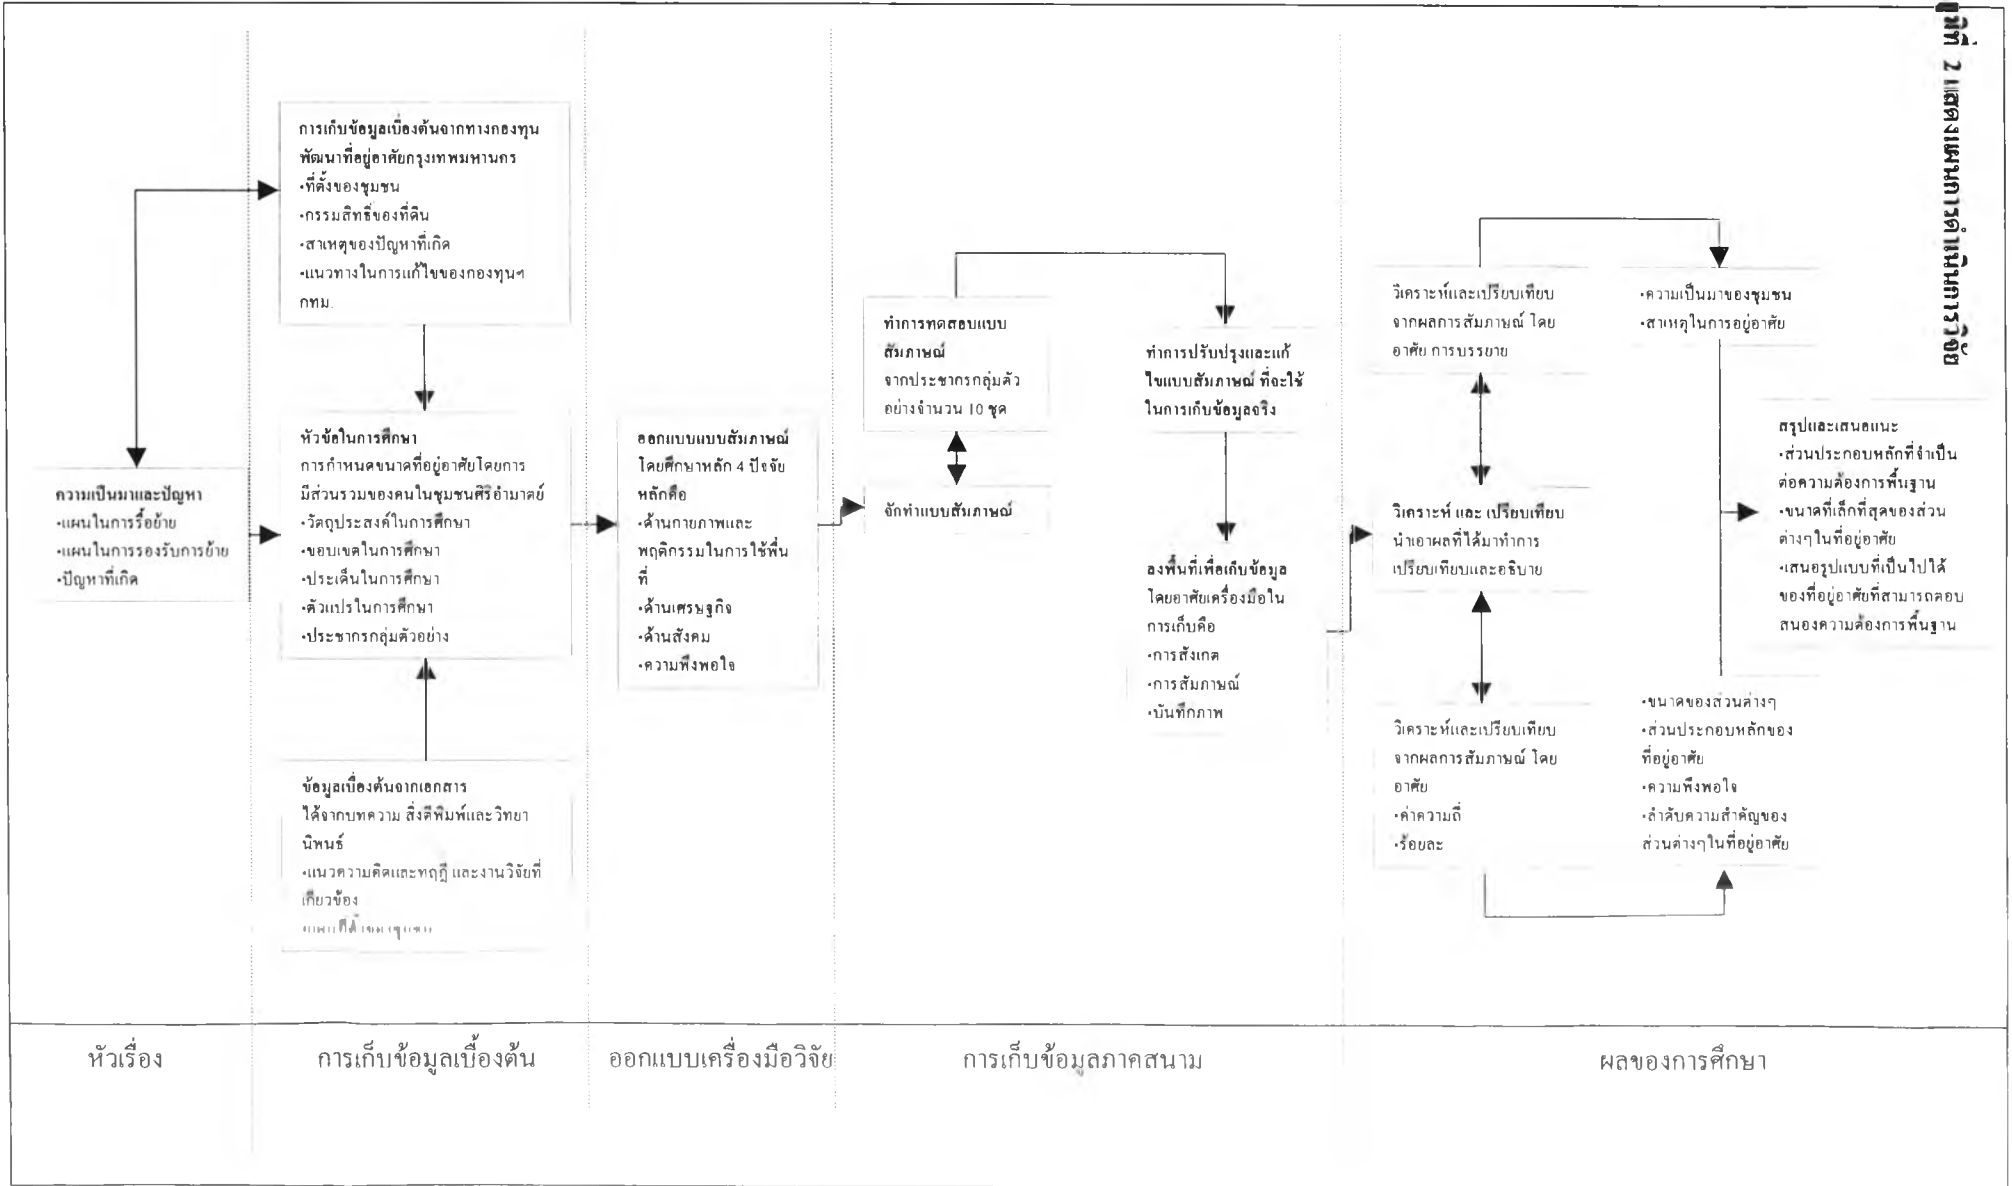 ที่ 2 แสดงแผนการดำเนินการวิจัย
ความเป็นมาและปัญหา
•แผนในการรื้อย้าย
•แผนในการรองรับการย้าย
•ปัญหาที่เกิด
การเก็บข้อมูลเบื้องต้นจากทางกองทุน
พัฒนาที่อยู่อาศัยกรุงเทพมหานคร
•ที่ตั้งของชุมชน
•กรรมสิทธิ์ของที่ดิน
•สาเหตุของปัญหาที่เกิด
•แนวทางในการแก้ไขของกองทุนฯ
กทม.
หัวข้อในการศึกษา
การกำหนดขนาดที่อยู่อาศัยโดยการ
มีส่วนรวมของคนในชุมชนศิริอำมาตย์
•วัตถุประสงค์ในการศึกษา
•ขอบเขตในการศึกษา
•ประเด็นในการศึกษา
•ตัวแปรในการศึกษา
•ประชากรกลุ่มตัวอย่าง
ข้อมูลเบื้องต้นจากเอกสาร
ได้จากบทความ สิ่งตีพิมพ์และวิทยา
นิพนธ์
•แนวความคิดและทฤฎี และงานวิจัยที่
เกี่ยวข้อง
ออกแบบแบบสัมภาษณ์
โดยศึกษาหลัก 4 ปัจจัย
หลักคือ
•ด้านกายภาพและ
พฤติกรรมในการใช้พื้น
ที่
•ด้านเศรษฐกิจ
•ด้านสังคม
•ความพึงพอใจ
ทำการทดสอบแบบ
สัมภาษณ์
จากประชากรกลุ่มตัว
อย่างจำนวน 10 ชุด
จัดทำแบบสัมภาษณ์
ทำการปรับปรุงและแก้
ไขแบบสัมภาษณ์ ที่จะใช้
ในการเก็บข้อมูลจริง
ลงพื้นที่เพื่อเก็บข้อมูล
โดยอาศัยเครื่องมือใน
การเก็บคือ
•การสังเกต
•การสัมภาษณ์
•บันทึกภาพ
วิเคราะห์และเปรียบเทียบ
จากผลการสัมภาษณ์ โดย
อาศัย การบรรยาย
วิเคราะห์ และ เปรียบเทียบ
นำเอาผลที่ได้มาทำการ
เปรียบเทียบและอธิบาย
วิเคราะห์และเปรียบเทียบ
จากผลการสัมภาษณ์ โดย
อาศัย
•ค่าความถี่
•ร้อยละ
•ความเป็นมาของชุมชน
•สาเหตุในการอยู่อาศัย
•ขนาดของส่วนต่างๆ
•ส่วนประกอบหลักของ
ที่อยู่อาศัย
•ความพึงพอใจ
•ลำดับความสำคัญของ
ส่วนต่างๆในที่อยู่อาศัย
สรุปและเสนอแนะ
•ส่วนประกอบหลักที่จำเป็น
ต่อความต้องการพื้นฐาน
•ขนาดที่เล็กที่สุดของส่วน
ต่างๆในที่อยู่อาศัย
•เสนอรูปแบบที่เป็นไปได้
ของที่อยู่อาศัยที่สามารถตอบ
สนองความต้องการพื้นฐาน
หัวเรื่อง
การเก็บข้อมูลเบื้องต้น
ออกแบบเครื่องมือวิจัย
การเก็บข้อมูลภาคสนาม
ผลของการศึกษา